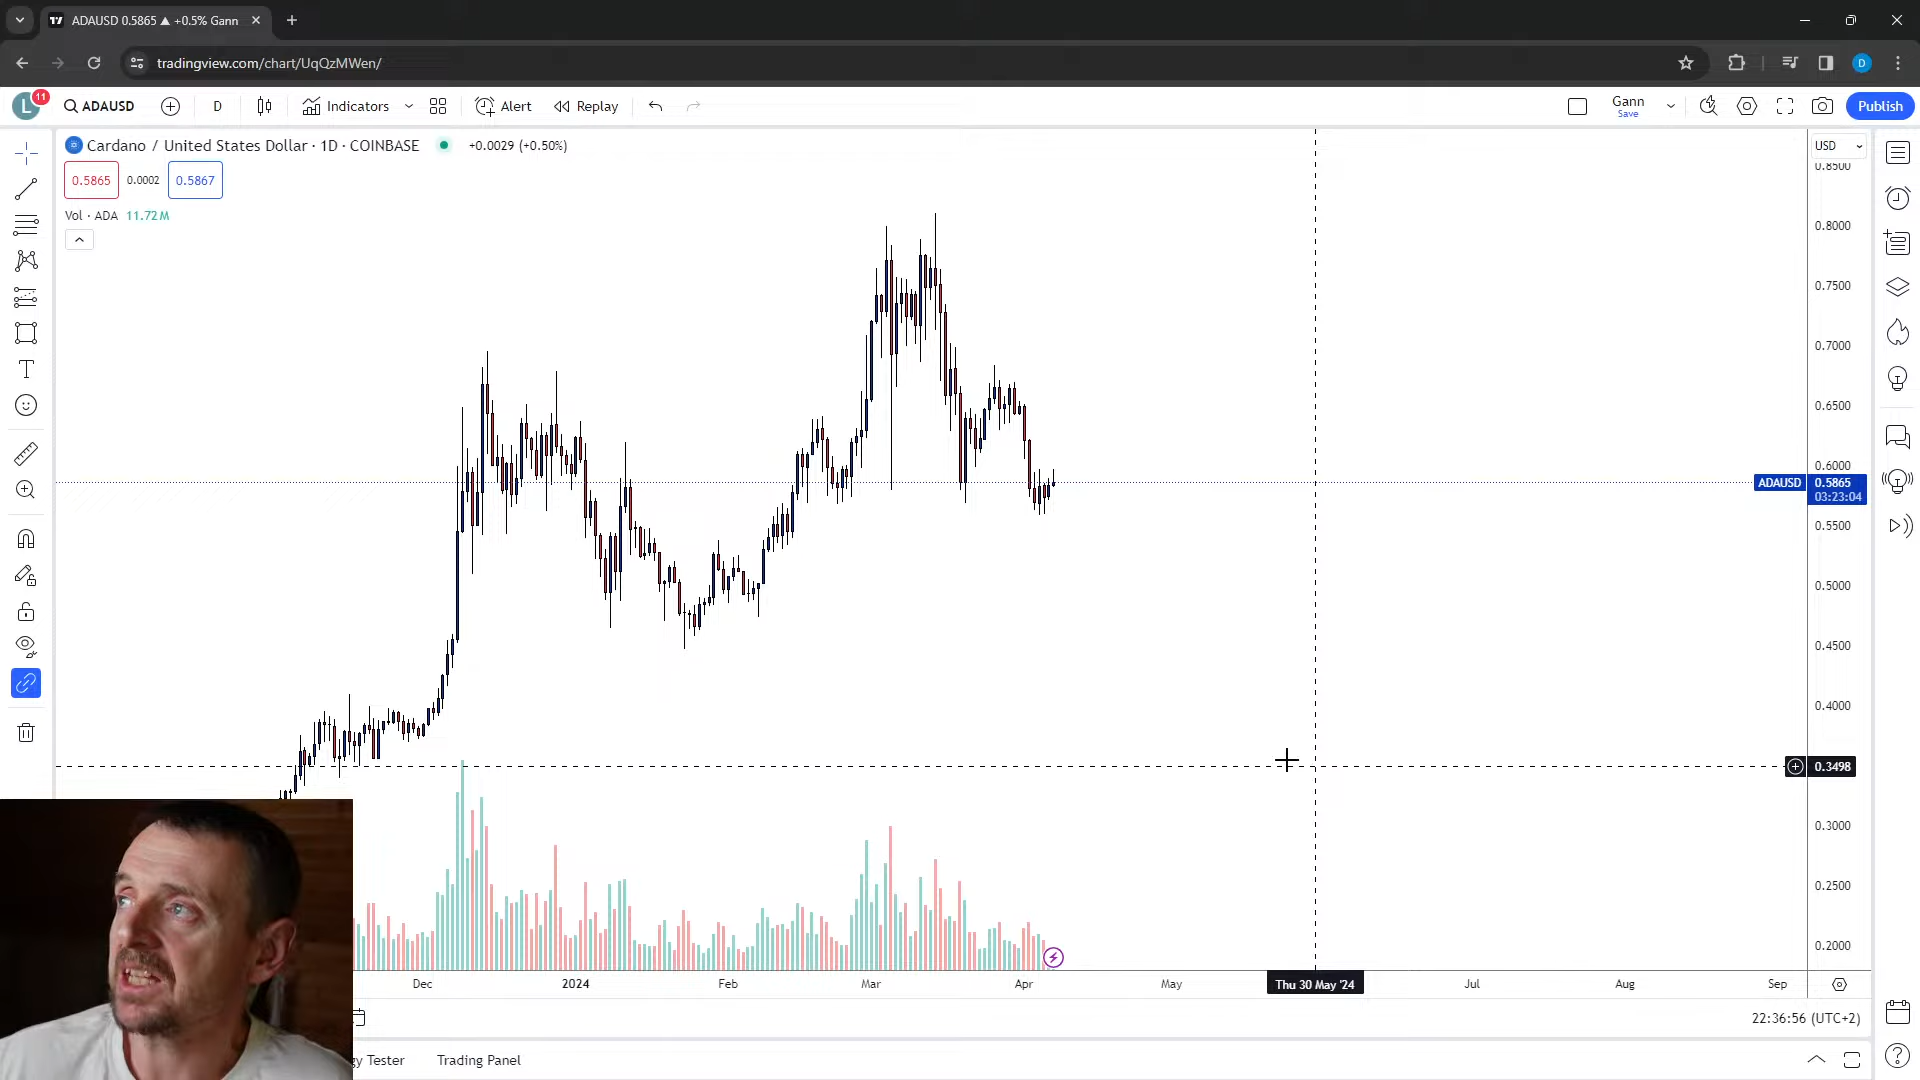 ADAUSD 0.5865 ▲ +0.5% Gann
tradingview.com/chart/UqQzMWen/
D
L
11
ADAUSD
D
Indicators
Alert
Replay
Gann
Save
Publish
Cardano / United States Dollar · 1D · COINBASE
+0.0029 (+0.50%)
USD
0.8500
0.5865
0.0002
0.5867
Vol · ADA 11.72M
0.8000
0.7500
0.7000
0.6500
0.6000
ADAUSD
0.5865
03:23:04
0.5500
0.5000
0.4500
0.4000
0.3498
0.3000
0.2500
0.2000
Dec
2024
Feb
Mar
Apr
May
Thu 30 May '24
Jul
Aug
Sep
22:36:56 (UTC+2)
gy Tester
Trading Panel